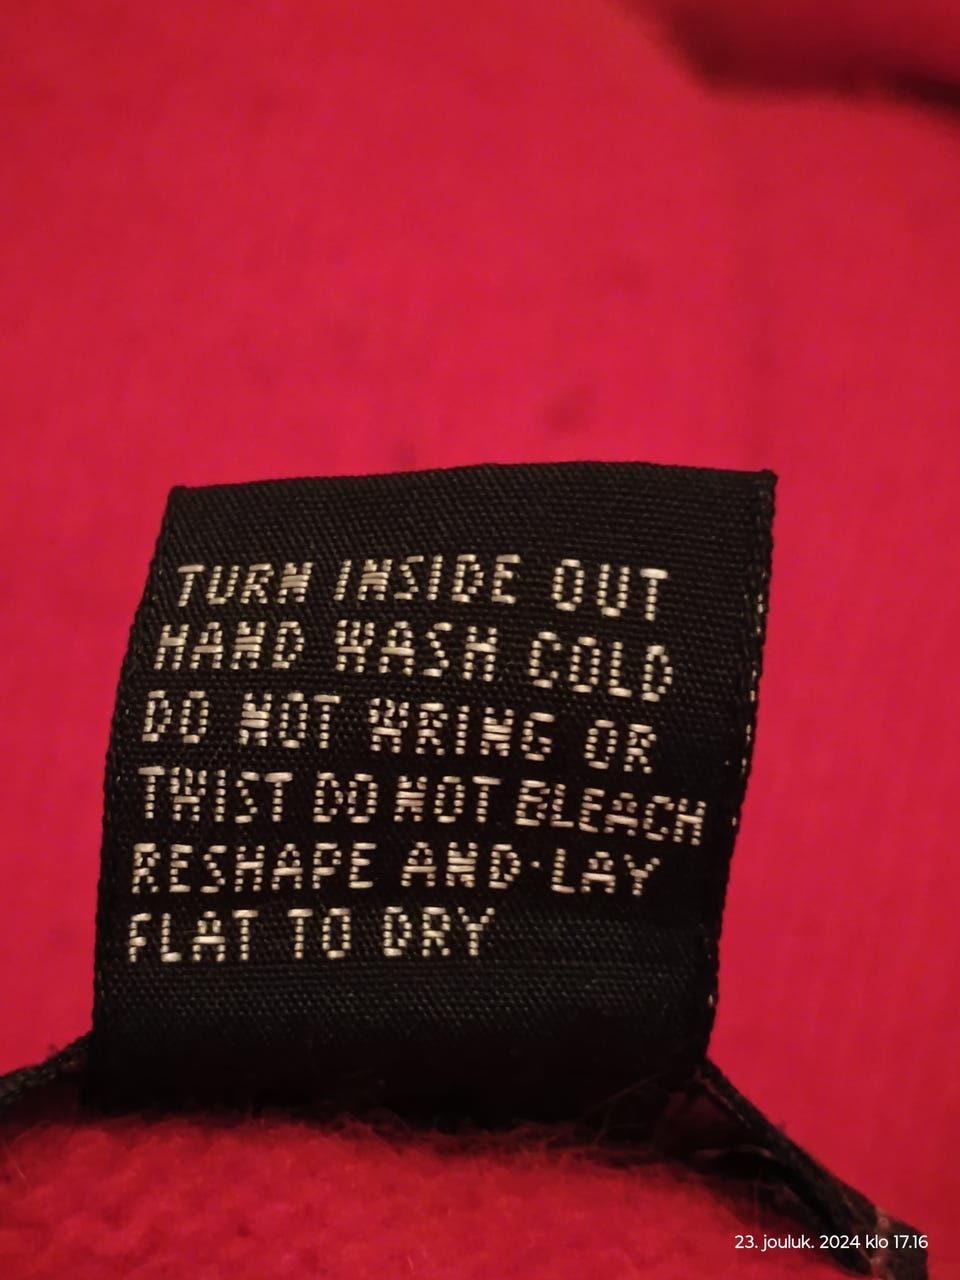 TURN INSIDE OUT
HAND WASH COLD
DO NOT WRING OR
TWIST DO NOT BLEACH
RESHAPE AND LAY
FLAT TO DRY
23. jouluk. 2024 klo 17.16